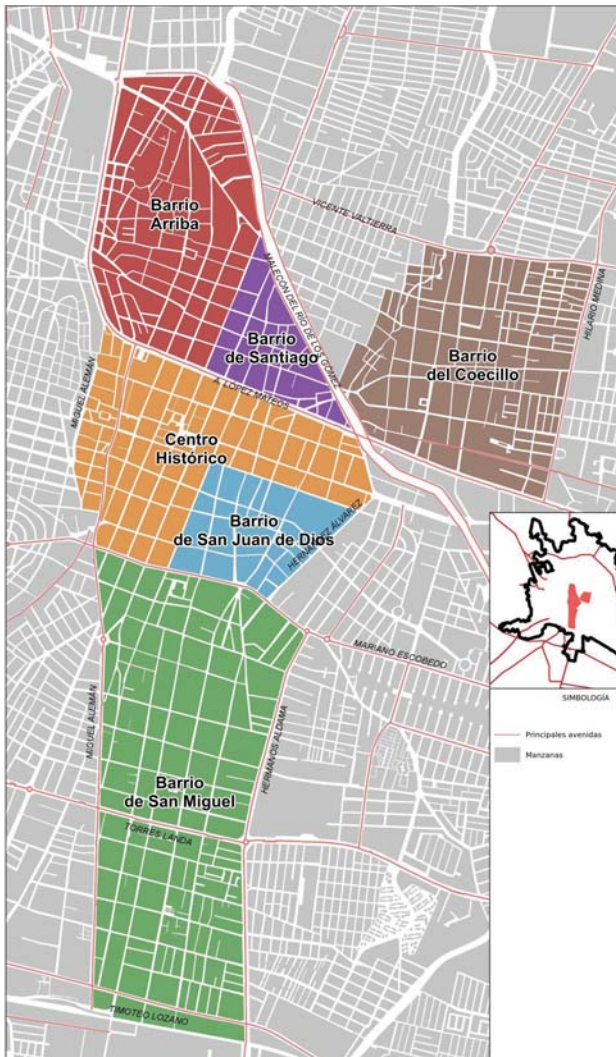 Barrio
Arriba
VICENTE VALTIERRA
MALECÓN DEL RÍO DE LOS GÓMEZ
HILARIO MEDINA
Barrio
de Santiago
Barrio
del Coecillo
A. LÓPEZ MATEOS
MIGUEL ALEMÁN
Centro
Histórico
Barrio
de San Juan de Dios
HERNÁNDEZ ÁLVAREZ
MARIANO ESCOBEDO
MIGUEL ALEMÁN
HERMANOS ALDAMA
Barrio
de San Miguel
TORRES LANDA
TIMOTEO LOZANO
SIMBOLOGÍA
Principales avenidas
Manzanas